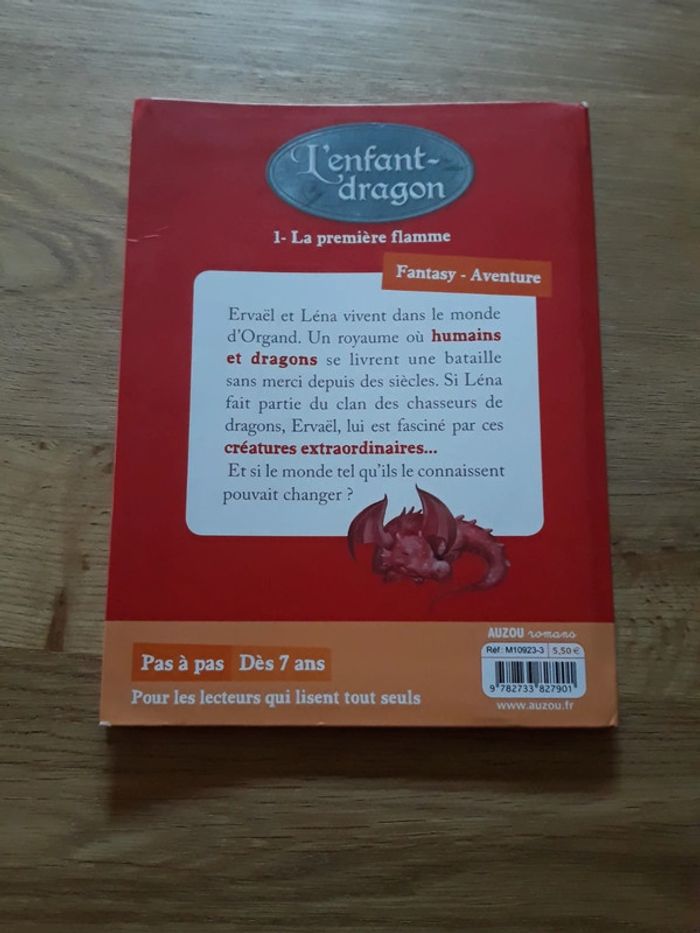 L'enfant-
dragon
1- La première flamme
Fantasy - Aventure
Ervaël et Léna vivent dans le monde
d'Organd. Un royaume où humains
et dragons se livrent une bataille
sans merci depuis des siècles. Si Léna
fait partie du clan des chasseurs de
dragons, Ervaël, lui est fasciné par ces
créatures extraordinaires...
Et si le monde tel qu'ils le connaissent
pouvait changer ?
AUZOU romans
Réf : M10923-3 5,50 €
9 782733 827901
www.auzou.fr
Pas à pas Dès 7 ans
Pour les lecteurs qui lisent tout seuls